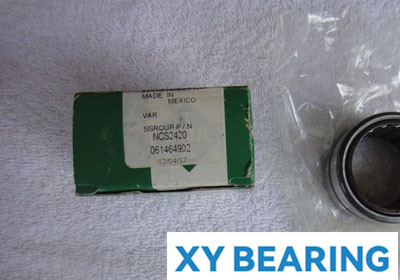 MADE IN
MEXICO
VAR
SGROUP P / N
NCS2420
061464902
XY BEARING